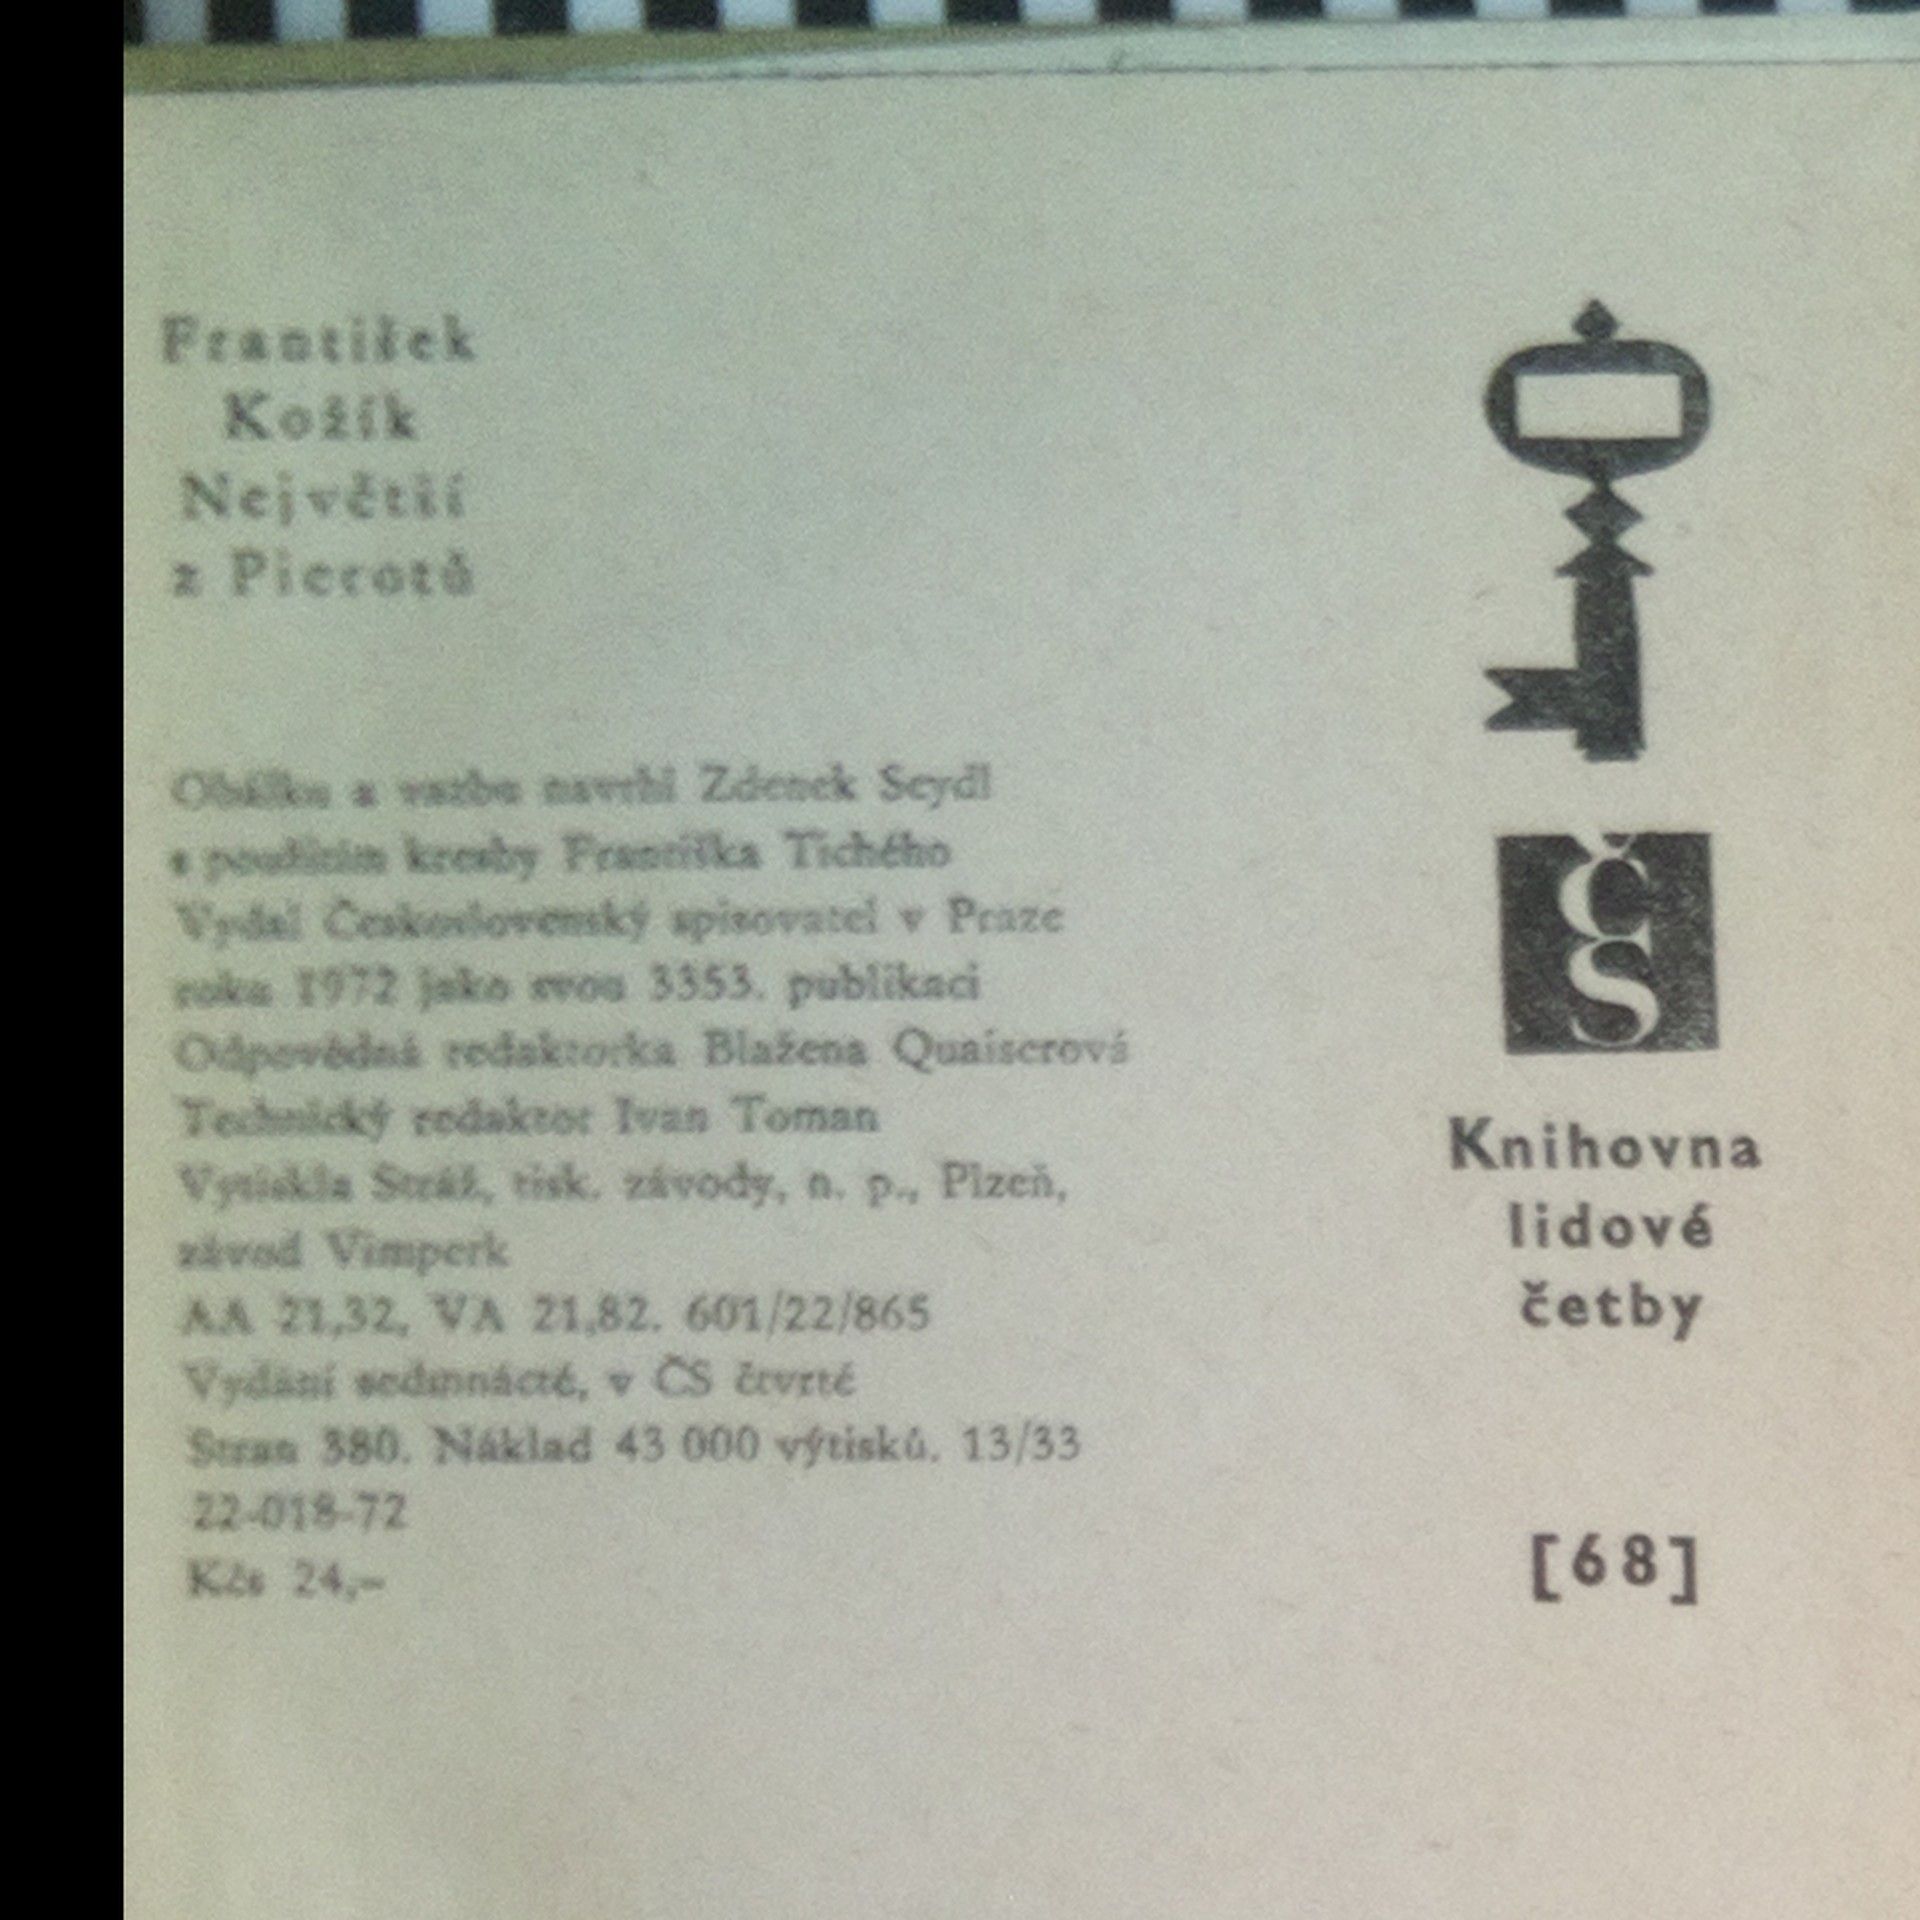 František
Kožík
Největší
z Pierotů
Obálku a vazbu navrhl Zdenek Seydl
s použitím kresby Františka Tichého
Vydal Československý spisovatel v Praze
roku 1972 jako svou 3353. publikaci
Odpovědná redaktorka Blažena Quaiserová
Technický redaktor Ivan Toman
Vytiskla Stráž, tisk. závody, n. p., Plzeň,
závod Vimperk
AA 21,32, VA 21,82. 601/22/865
Vydání sedmnácté, v ČS čtvrté
Stran 380. Náklad 43 000 výtisků. 13/33
22-018-72
Kčs 24,–
ČS
Knihovna
lidové
četby
[68]